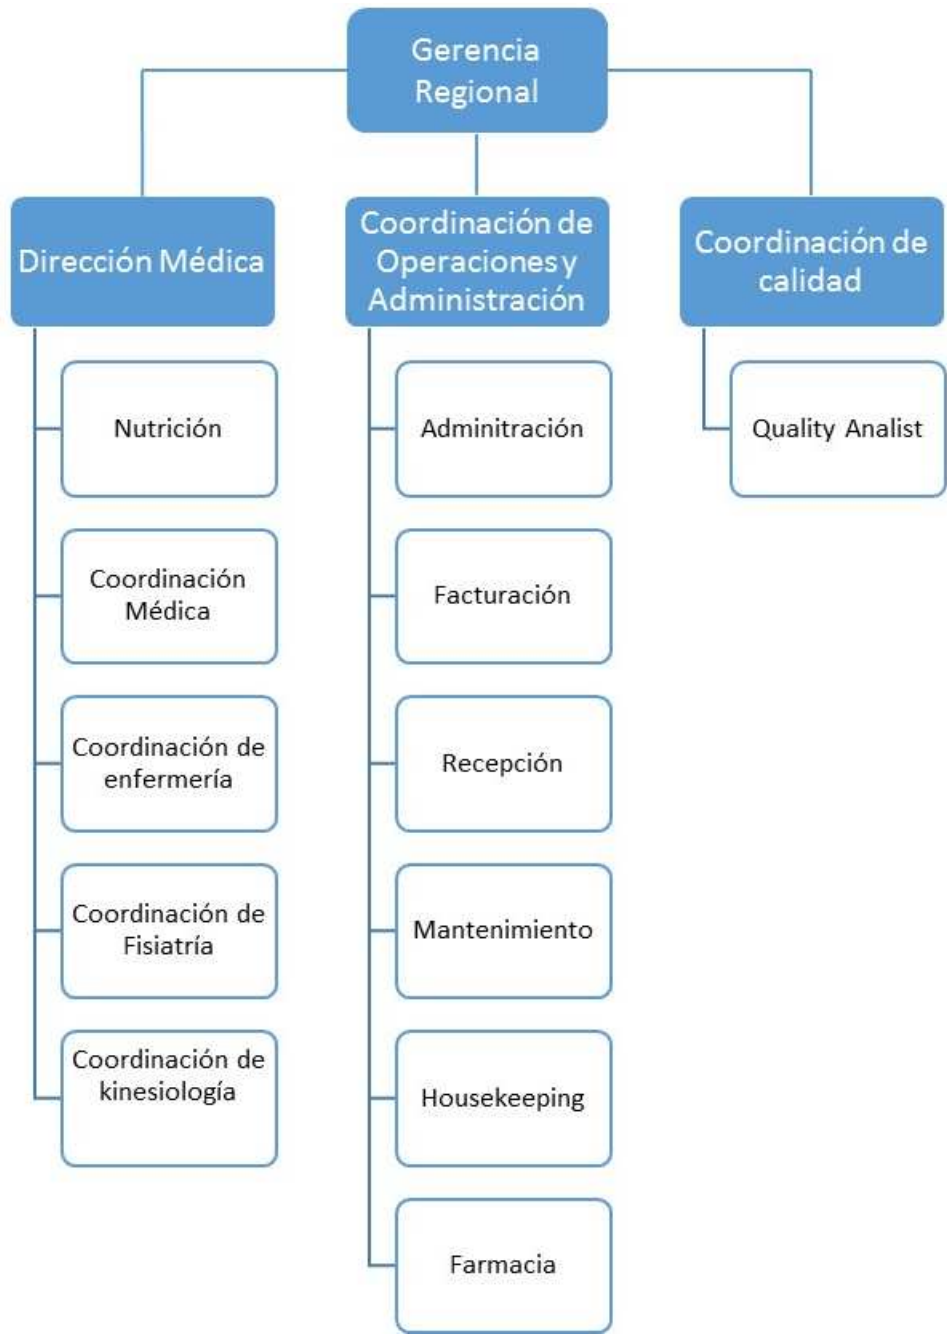 Gerencia
Regional
Dirección Médica
Coordinación de
Operaciones y
Administración
Coordinación de
calidad
Nutrición
Coordinación
Médica
Coordinación de
enfermería
Coordinación de
Fisiatría
Coordinación de
kinesiología
Adminitración
Facturación
Recepción
Mantenimiento
Housekeeping
Farmacia
Quality Analist